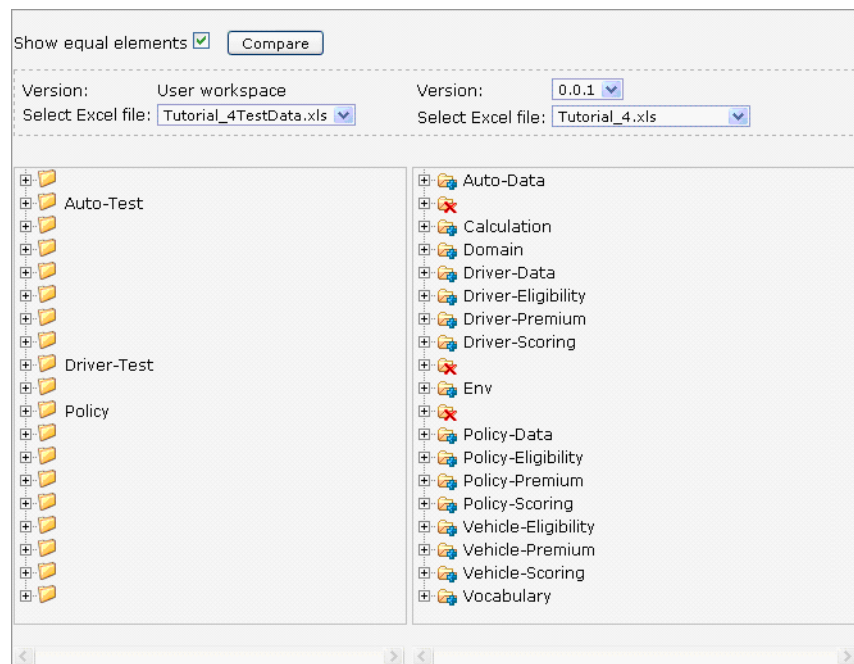 Show equal elements Compare
Version: User workspace Version: 0.0.1
Select Excel file: Tutorial_4TestData.xls Select Excel file: Tutorial_4.xls
Auto-Data
Auto-Test
Calculation
Domain
Driver-Data
Driver-Eligibility
Driver-Premium
Driver-Scoring
Driver-Test
Env
Policy
Policy-Data
Policy-Eligibility
Policy-Premium
Policy-Scoring
Vehicle-Eligibility
Vehicle-Premium
Vehicle-Scoring
Vocabulary